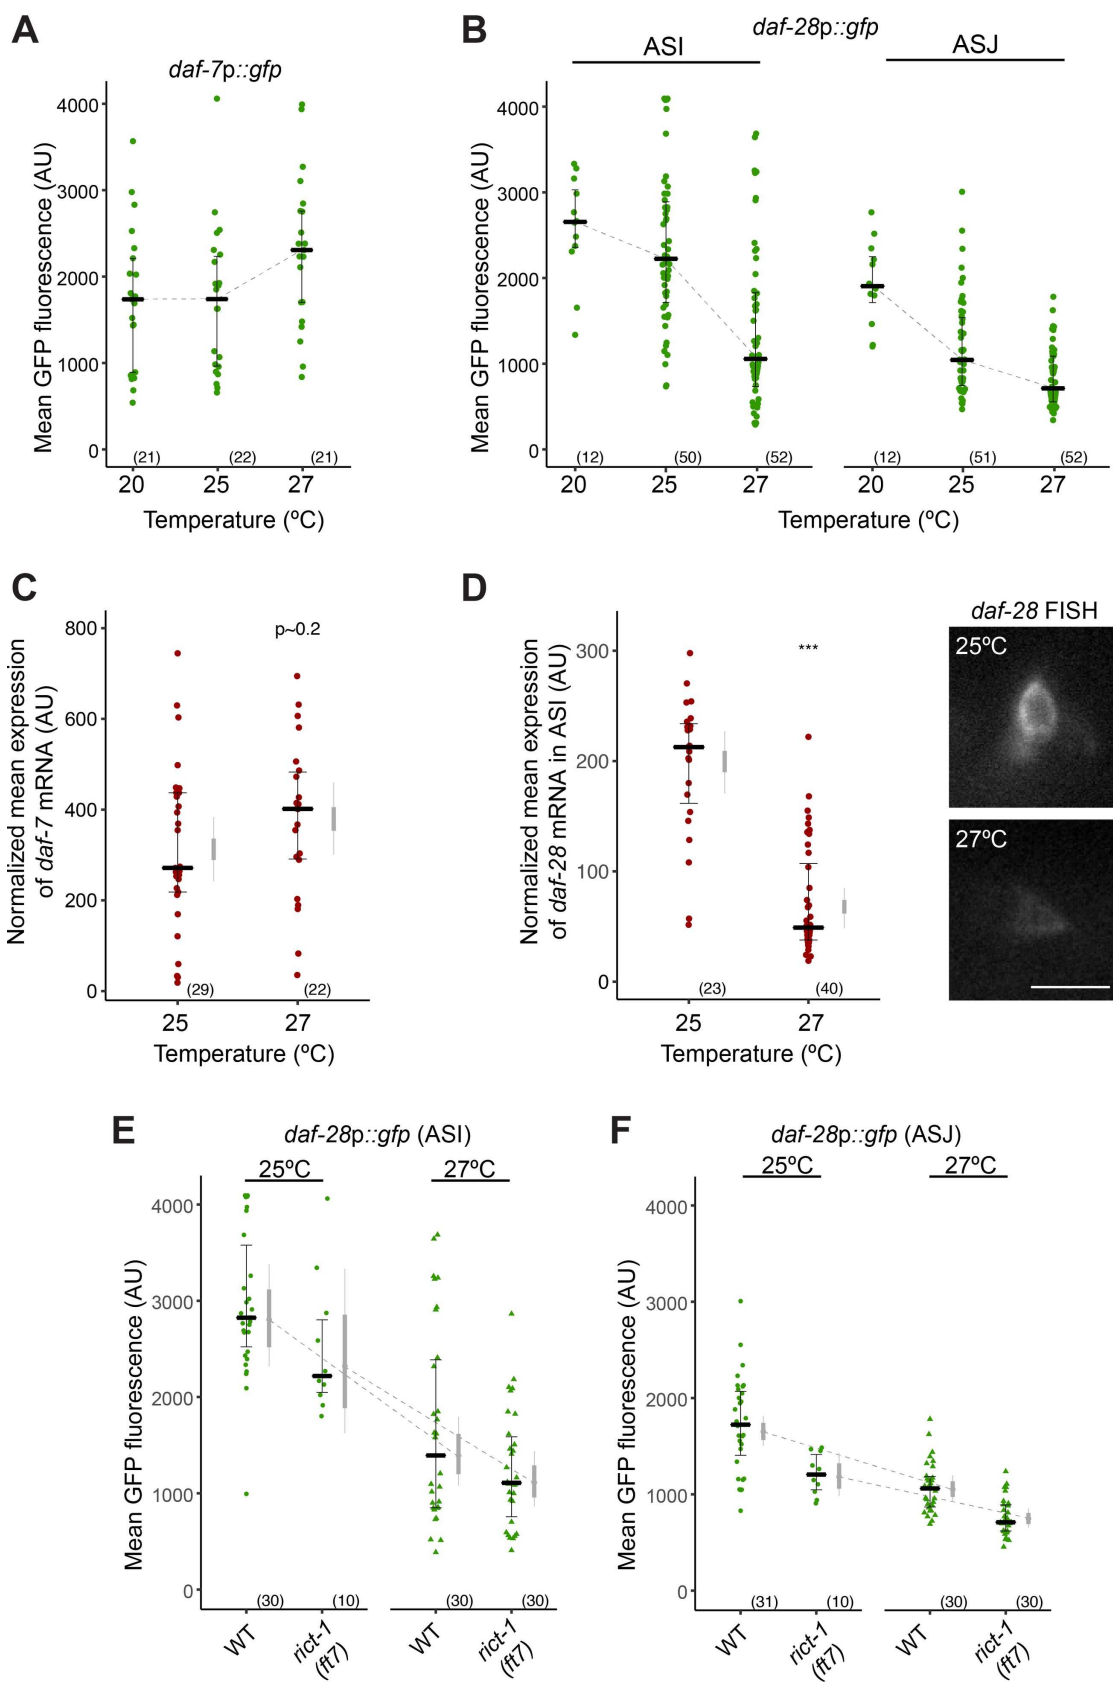 A
daf-7p::gfp
Mean GFP fluorescence (AU)
4000
3000
2000
1000
0
(21)
(22)
(21)
20
25
27
Temperature (ºC)
B
daf-28p::gfp
ASI
ASJ
Mean GFP fluorescence (AU)
4000
3000
2000
1000
0
(12)
(50)
(52)
(12)
(51)
(52)
20
25
27
20
25
27
Temperature (ºC)
C
Normalized mean expression
of daf-7 mRNA (AU)
800
600
400
200
0
p~0.2
(29)
(22)
25
27
Temperature (ºC)
D
Normalized mean expression
of daf-28 mRNA in ASI (AU)
300
200
100
0
***
(23)
(40)
25
27
Temperature (ºC)
daf-28 FISH
25ºC
27ºC
E
daf-28p::gfp (ASI)
25ºC
27ºC
Mean GFP fluorescence (AU)
4000
3000
2000
1000
0
(30)
(10)
(30)
(30)
WT
rict-1
(ft7)
WT
rict-1
(ft7)
F
daf-28p::gfp (ASJ)
25ºC
27ºC
Mean GFP fluorescence (AU)
4000
3000
2000
1000
0
(31)
(10)
(30)
(30)
WT
rict-1
(ft7)
WT
rict-1
(ft7)